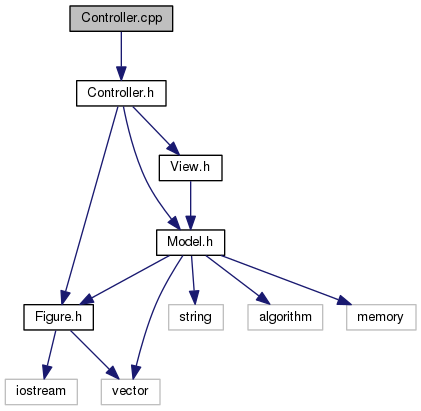 Controller.cpp
Controller.h
View.h
Model.h
Figure.h
string
algorithm
memory
iostream
vector